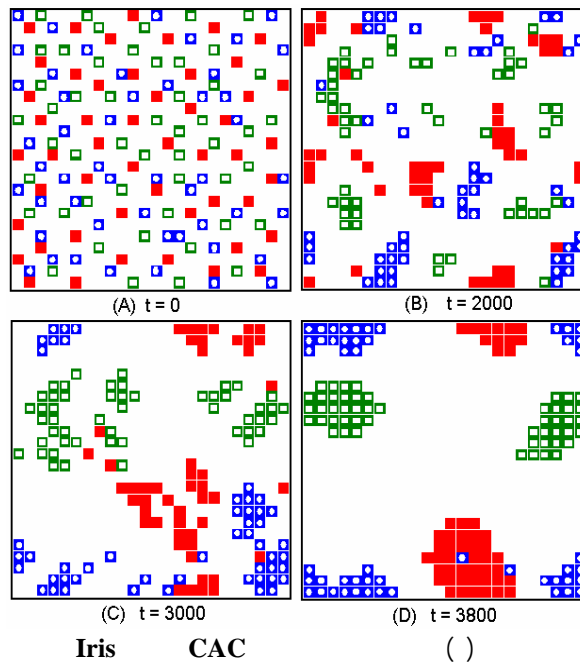 (A) t = 0
(B) t = 2000
(C) t = 3000
(D) t = 3800
Iris CAC ( )